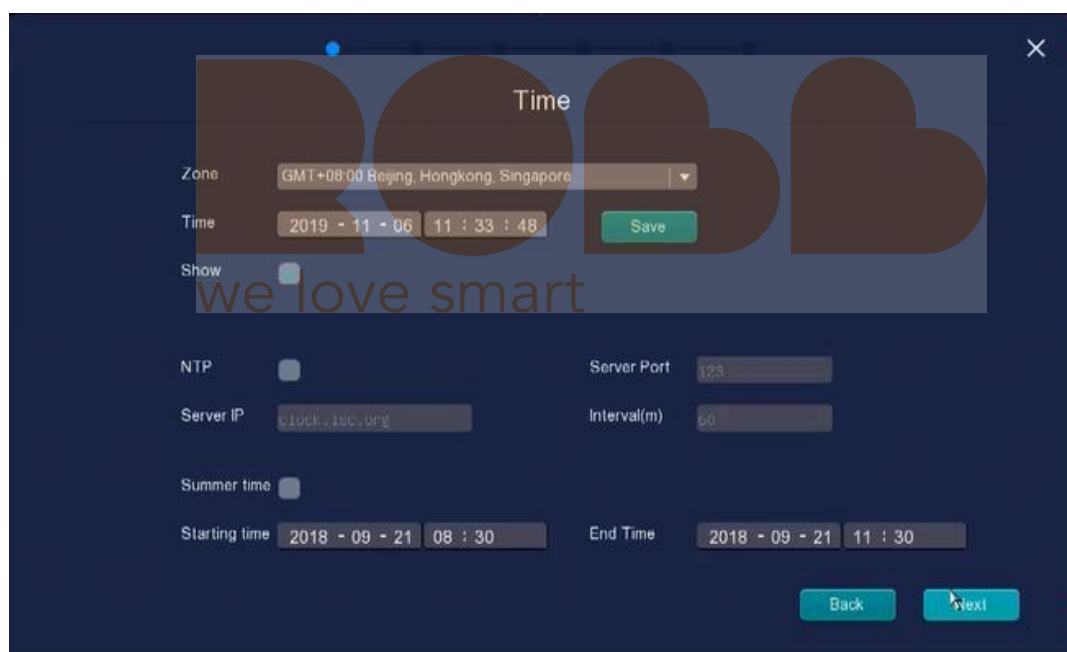 Time
ROBB
we love smart
Zone GMT+08:00 Beijing, Hongkong, Singapore
Time 2019 - 11 - 06 11 : 33 : 48 Save
Show
NTP Server Port 123
Server IP clock.isc.org Interval(m) 60
Summer time
Starting time 2018 - 09 - 21 08 : 30 End Time 2018 - 09 - 21 11 : 30
Back Next